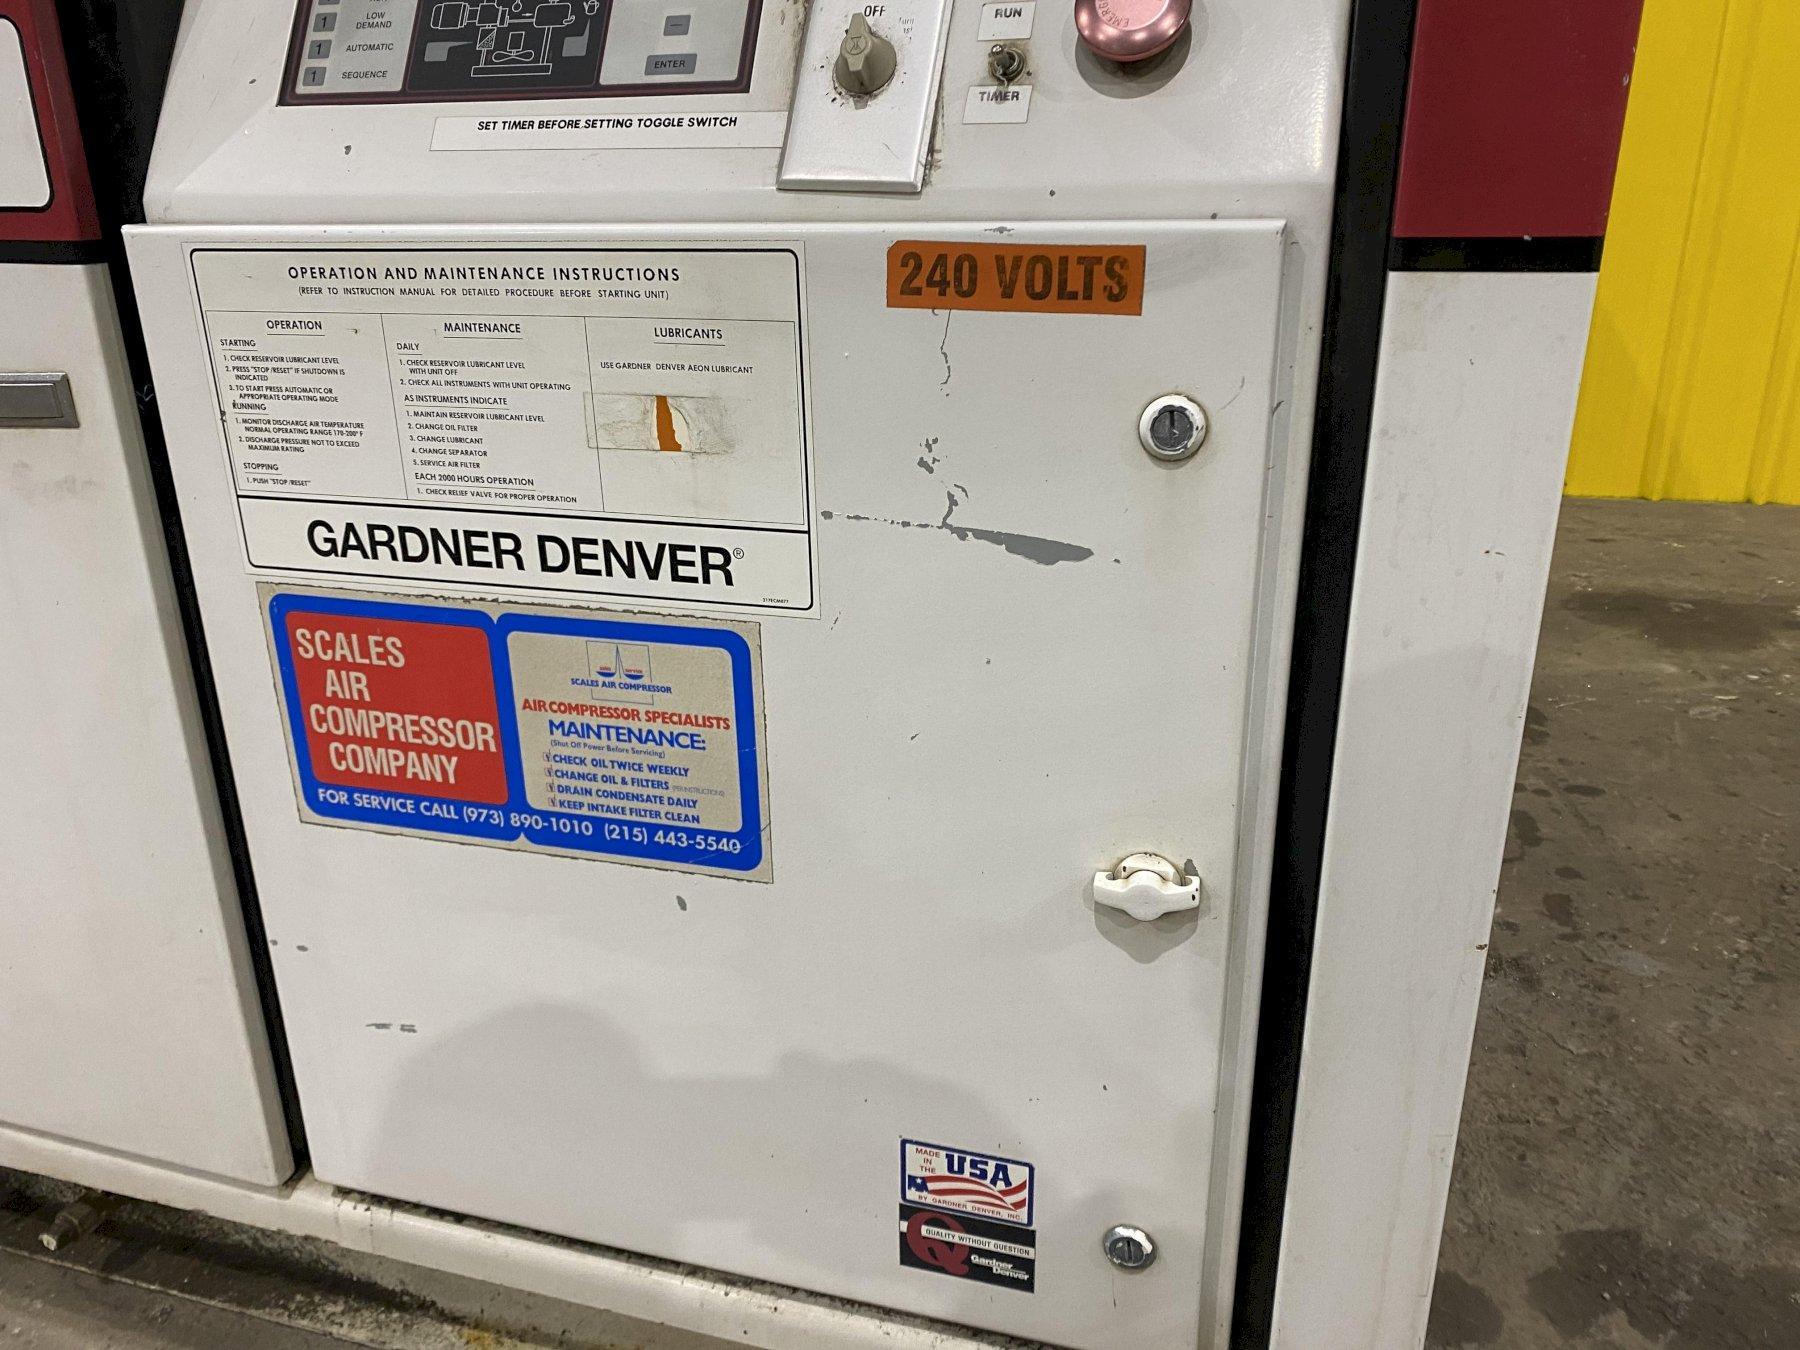 LOW
DEMAND
AUTOMATIC
SEQUENCE
1
1
1
ENTER
OFF
RUN
TIMER
SET TIMER BEFORE SETTING TOGGLE SWITCH
OPERATION AND MAINTENANCE INSTRUCTIONS
(REFER TO INSTRUCTION MANUAL FOR DETAILED PROCEDURE BEFORE STARTING UNIT)
OPERATION
STARTING
1. CHECK RESERVOIR LUBRICANT LEVEL
2. PRESS "STOP/RESET" IF SHUTDOWN IS
INDICATED
3. TO START PRESS AUTOMATIC OR
APPROPRIATE OPERATING MODE
RUNNING
1. MONITOR DISCHARGE AIR TEMPERATURE
NORMAL OPERATING RANGE 170-200° F
2. DISCHARGE PRESSURE NOT TO EXCEED
MAXIMUM RATING
STOPPING
1. PUSH "STOP/RESET"
MAINTENANCE
DAILY
1. CHECK RESERVOIR LUBRICANT LEVEL
WITH UNIT OFF
2. CHECK ALL INSTRUMENTS WITH UNIT OPERATING
AS INSTRUMENTS INDICATE
1. MAINTAIN RESERVOIR LUBRICANT LEVEL
2. CHANGE OIL FILTER
3. CHANGE LUBRICANT
4. CHANGE SEPARATOR
5. SERVICE AIR FILTER
EACH 2000 HOURS OPERATION
1. CHECK RELIEF VALVE FOR PROPER OPERATION
LUBRICANTS
USE GARDNER DENVER AEON LUBRICANT
GARDNER DENVER®
240 VOLTS
SCALES
AIR
COMPRESSOR
COMPANY
SCALES AIR COMPRESSOR
AIR COMPRESSOR SPECIALISTS
MAINTENANCE:
(Shut Off Power Before Servicing)
CHECK OIL TWICE WEEKLY
CHANGE OIL & FILTERS (PER INSTRUCTIONS)
DRAIN CONDENSATE DAILY
KEEP INTAKE FILTER CLEAN
FOR SERVICE CALL (973) 890-1010 (215) 443-5540
MADE
IN
THE
USA
BY GARDNER DENVER, INC.
QUALITY WITHOUT QUESTION
Gardner
Denver